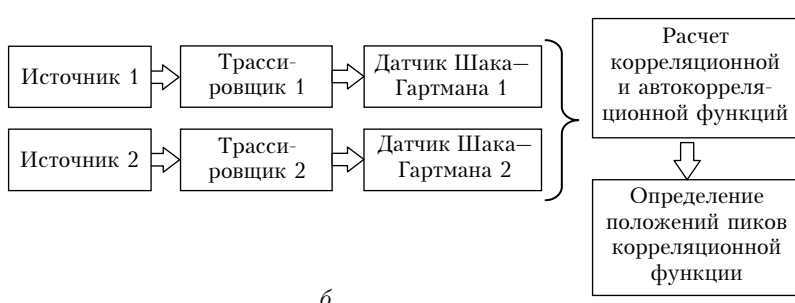 Источник 1
Трасси-
ровщик 1
Датчик Шака—
Гартмана 1
Источник 2
Трасси-
ровщик 2
Датчик Шака—
Гартмана 2
Расчет
корреляционной
и автокорреля-
ционной функций
Определение
положений пиков
корреляционной
функции
б